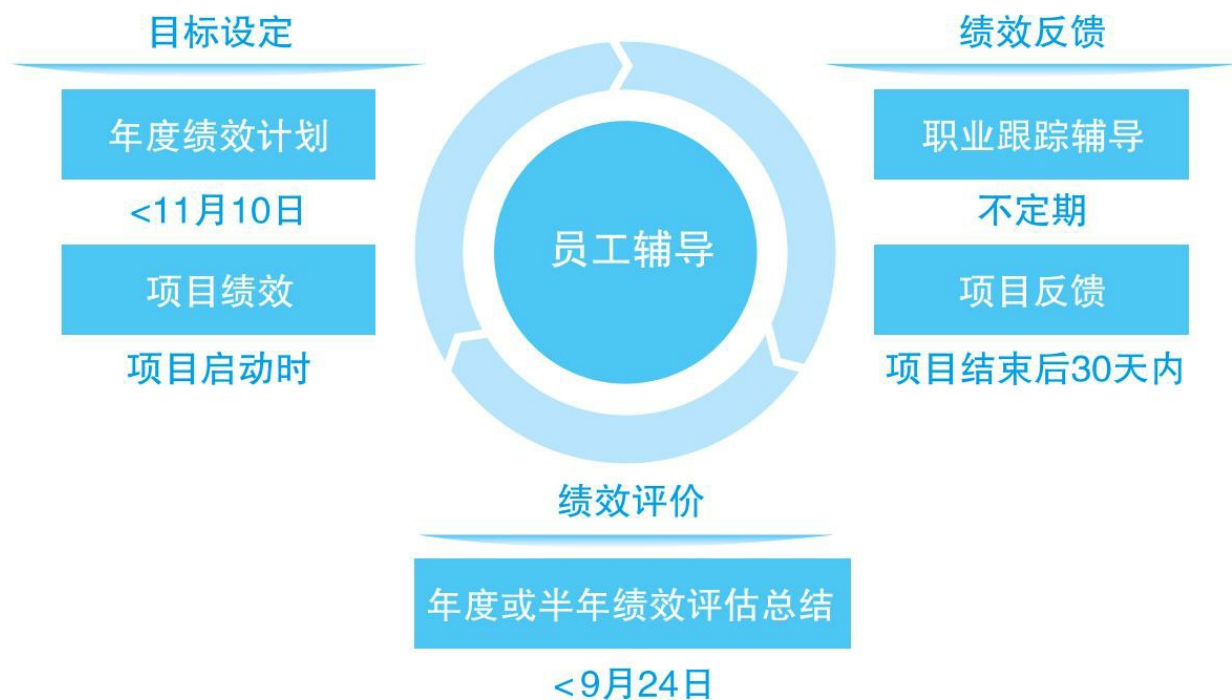 目标设定
年度绩效计划
<11月10日
项目绩效
项目启动时
员工辅导
绩效反馈
职业跟踪辅导
不定期
项目反馈
项目结束后30天内
绩效评价
年度或半年绩效评估总结
<9月24日